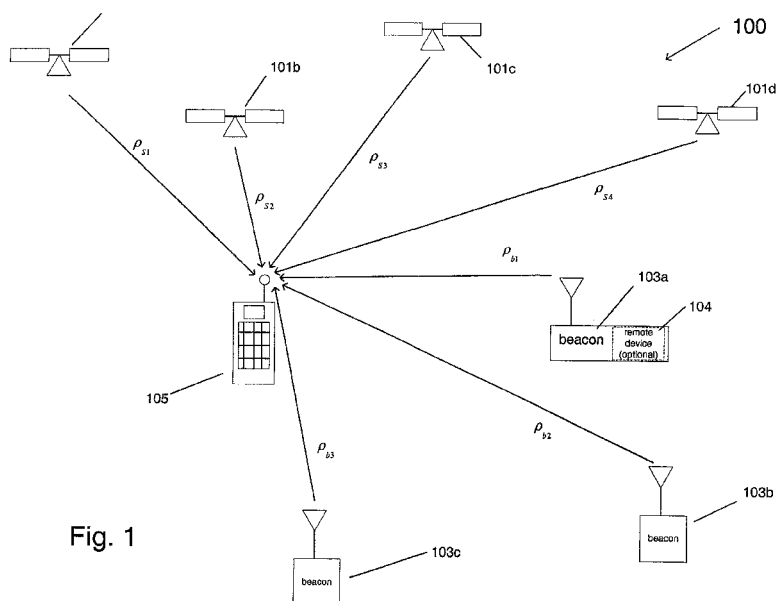 100
101b
101c
101d
ρs1
ρs2
ρs3
ρs4
ρb1
103a
104
beacon
remote
device
(optional)
105
ρb3
ρb2
103b
beacon
Fig. 1
103c
beacon